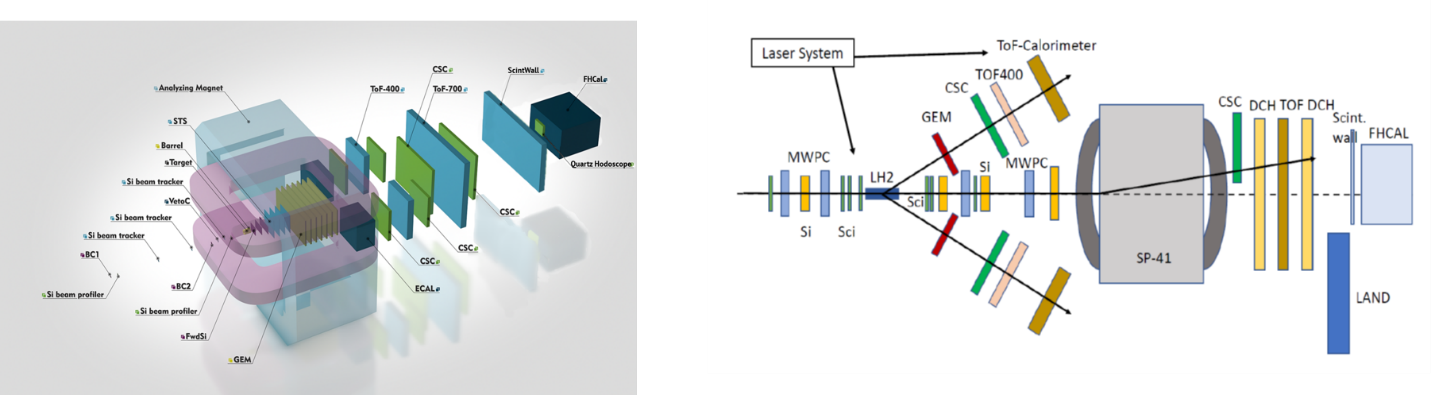 Analyzing Magnet
STS
Barrel
Target
Si beam tracker
VetoC
Si beam tracker
Si beam tracker
BC1
Si beam profiler
BC2
Si beam profiler
FwdSi
GEM
ToF-400
CSC
ToF-700
ScintWall
FHCal
Quartz Hodoscope
CSC
CSC
CSC
ECAL
Laser System
ToF-Calorimeter
TOF400
CSC
GEM
MWPC
LH2
Si
MWPC
Sci
Si
Sci
SP-41
CSC
DCH
TOF
DCH
Scint.
wall
FHCAL
LAND